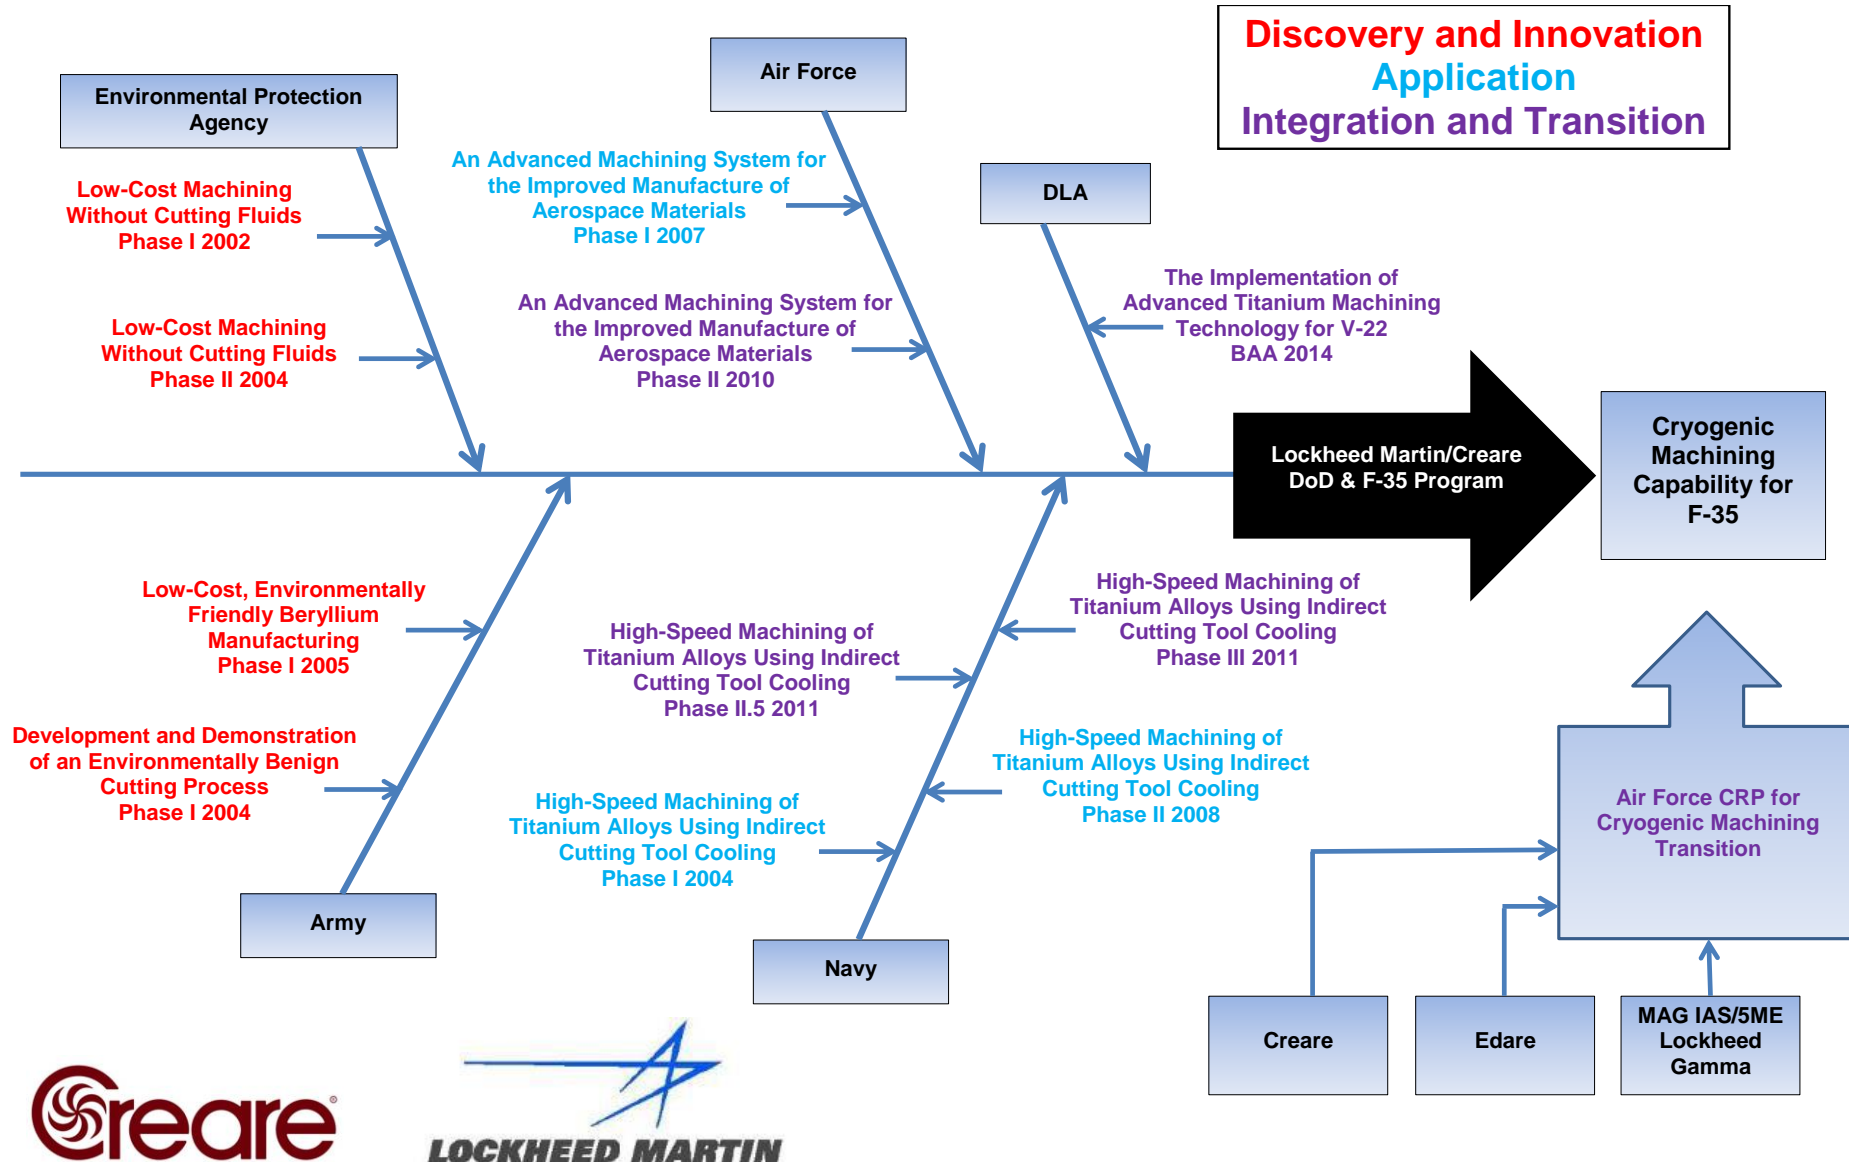 Discovery and Innovation
Application
Integration and Transition
Environmental Protection
Agency
Air Force
DLA
Low-Cost Machining
Without Cutting Fluids
Phase I 2002
Low-Cost Machining
Without Cutting Fluids
Phase II 2004
An Advanced Machining System for
the Improved Manufacture of
Aerospace Materials
Phase I 2007
An Advanced Machining System for
the Improved Manufacture of
Aerospace Materials
Phase II 2010
The Implementation of
Advanced Titanium Machining
Technology for V-22
BAA 2014
Lockheed Martin/Creare
DoD & F-35 Program
Cryogenic
Machining
Capability for
F-35
Low-Cost, Environmentally
Friendly Beryllium
Manufacturing
Phase I 2005
Development and Demonstration
of an Environmentally Benign
Cutting Process
Phase I 2004
Army
High-Speed Machining of
Titanium Alloys Using Indirect
Cutting Tool Cooling
Phase II.5 2011
High-Speed Machining of
Titanium Alloys Using Indirect
Cutting Tool Cooling
Phase III 2011
High-Speed Machining of
Titanium Alloys Using Indirect
Cutting Tool Cooling
Phase I 2004
High-Speed Machining of
Titanium Alloys Using Indirect
Cutting Tool Cooling
Phase II 2008
Navy
Air Force CRP for
Cryogenic Machining
Transition
Creare
Edare
MAG IAS/5ME
Lockheed
Gamma
Creare®
LOCKHEED MARTIN